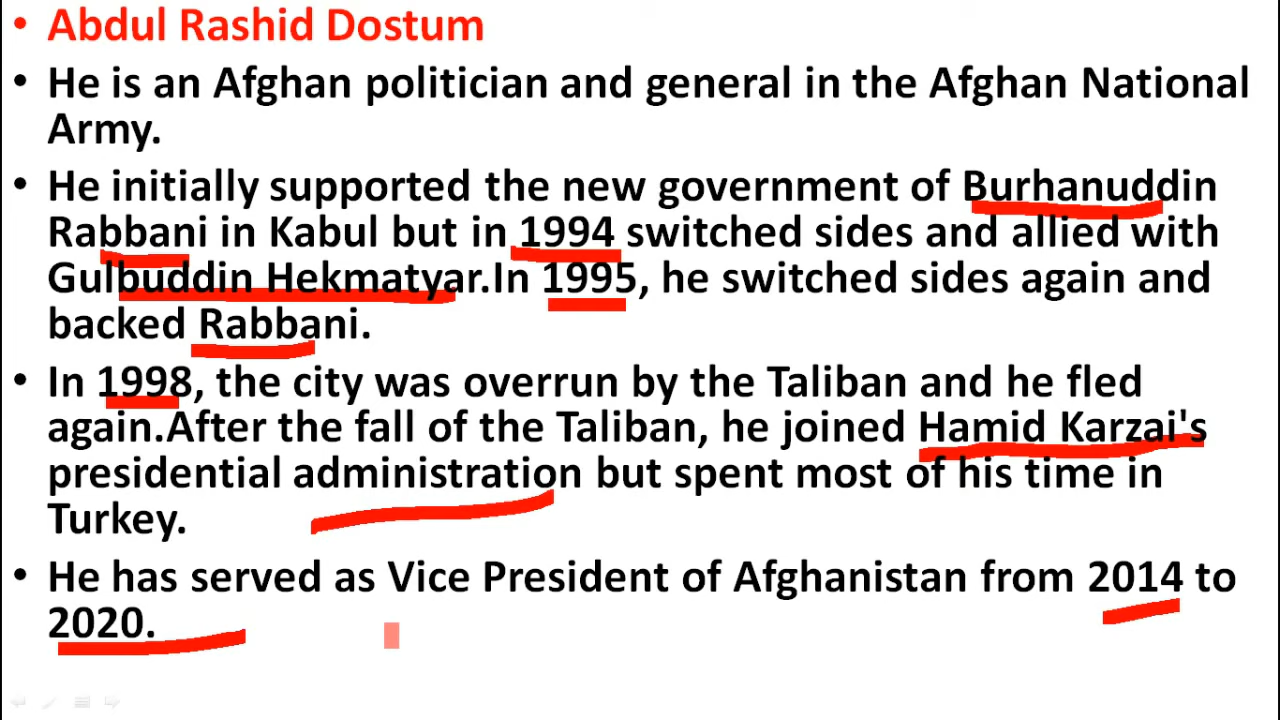 • Abdul Rashid Dostum
• He is an Afghan politician and general in the Afghan National
Army.
• He initially supported the new government of Burhanuddin
Rabbani in Kabul but in 1994 switched sides and allied with
Gulbuddin Hekmatyar.In 1995, he switched sides again and
backed Rabbani.
• In 1998, the city was overrun by the Taliban and he fled
again.After the fall of the Taliban, he joined Hamid Karzai's
presidential administration but spent most of his time in
Turkey.
• He has served as Vice President of Afghanistan from 2014 to
2020.